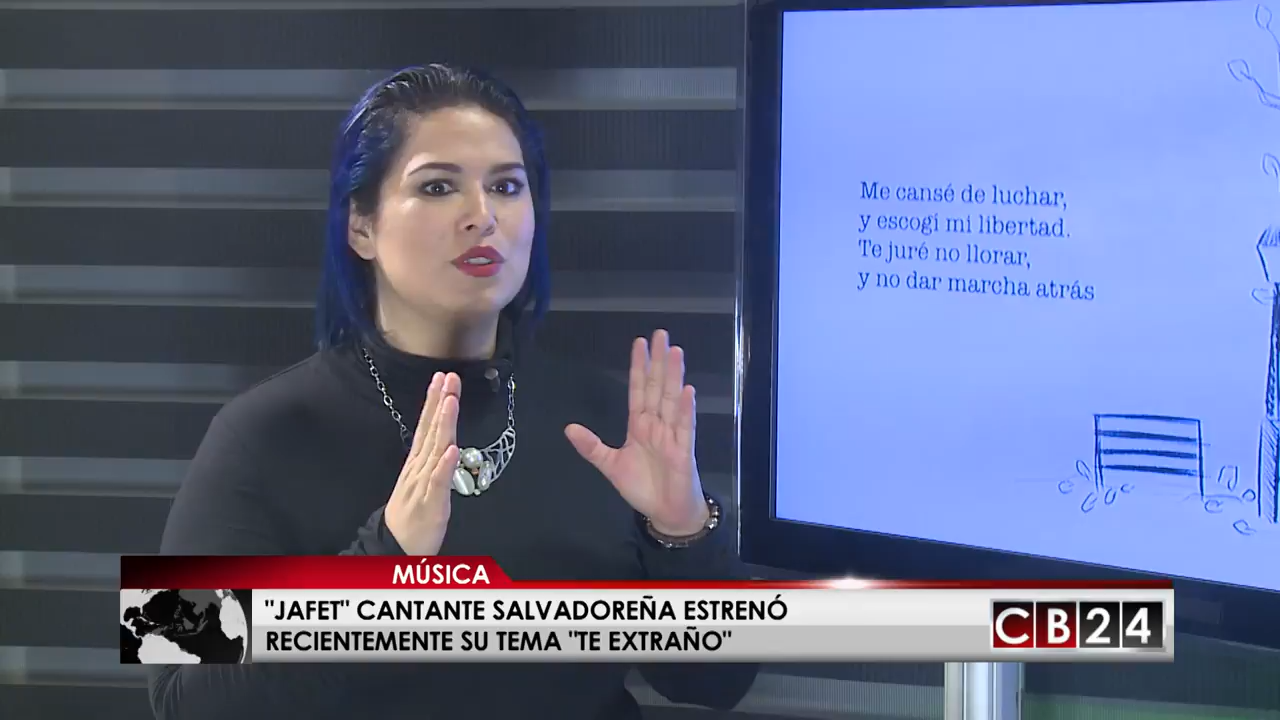 Me cansé de luchar,
y escogí mi libertad.
Te juré no llorar,
y no dar marcha atrás
MÚSICA
"JAFET" CANTANTE SALVADOREÑA ESTRENÓ
RECIENTEMENTE SU TEMA "TE EXTRAÑO"
CB24